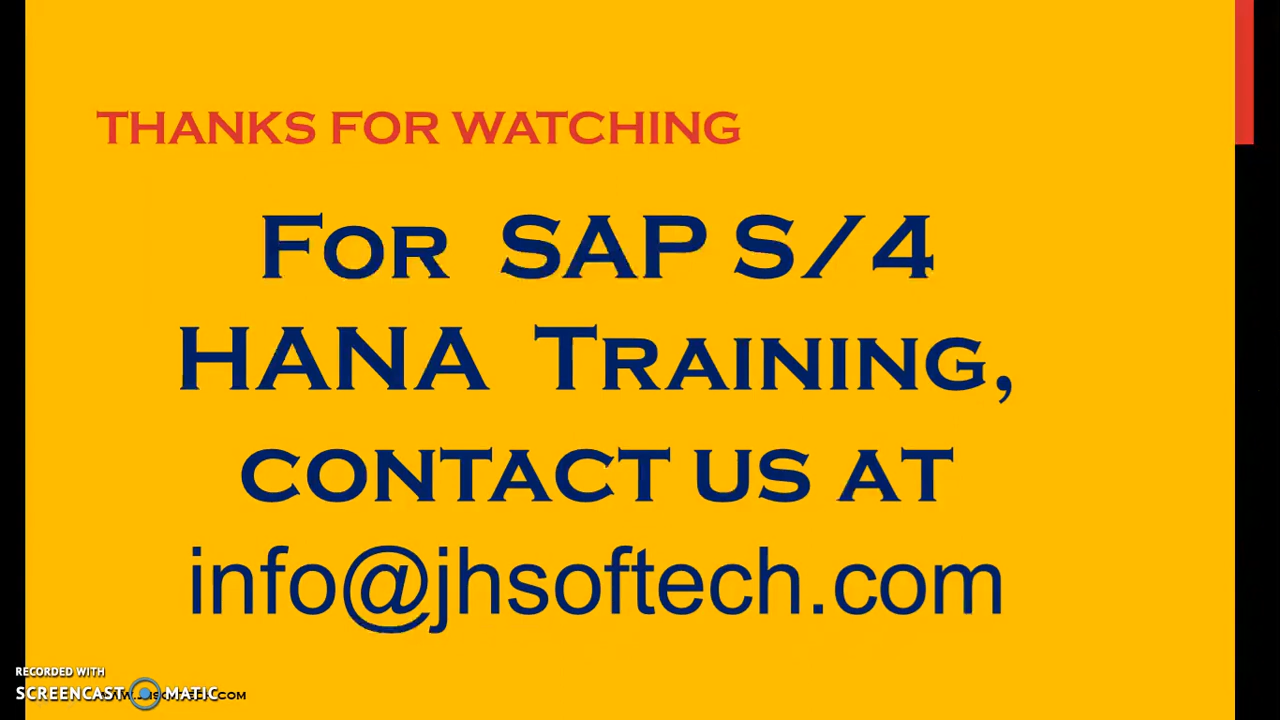 THANKS FOR WATCHING
FOR SAP S/4
HANA TRAINING,
CONTACT US AT
info@jhsoftech.com
RECORDED WITH
SCREENCAST MATIC